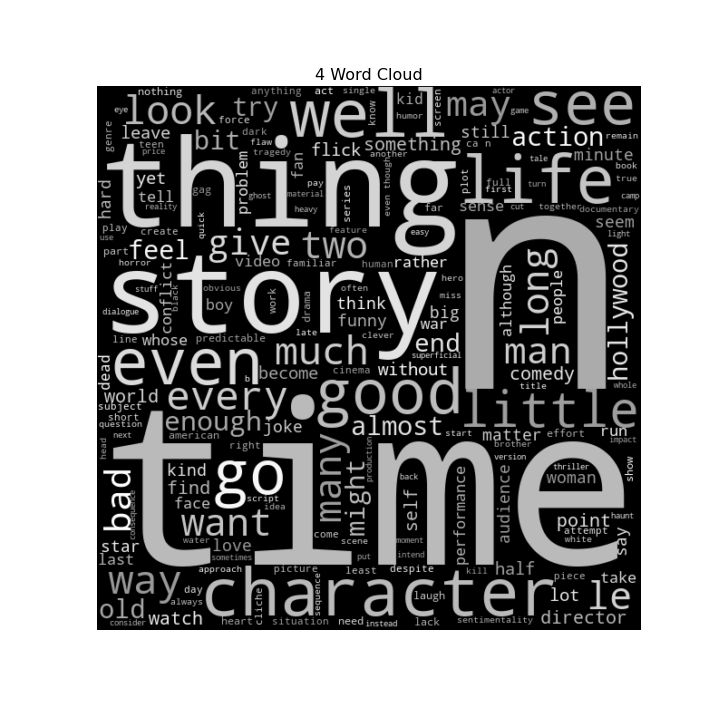 4 Word Cloud
nothing
anything
act
single
actor
eye
look
force
try
well
know
kid
humor
screen
may
game
see
genre
leave
teen
price
bit
dark
flaw
tragedy
flick
something
another
still
ca n
action
remain
thing
yet
tell
reality
gag
ghost
problem
fan
pay
material
heavy
series
even though
plot
life
tale
full
first
turn
minute
book
true
camp
hard
play
use
part
create
quick
feel
give
two
feature
far
easy
sense
cut
together
documentary
seem
light
horror
video
familiar
human
rather
n
story
stuff
conflict
black
obvious
boy
work
drama
often
think
funny
hero
miss
big
war
although
long
people
hollywood
dialogue
line
whose
predictable
late
clever
end
superficial
man
even
much
cinema
without
comedy
title
whole
dead
world
b
become
every
good
little
subject
short
question
next
enough
american
joke
almost
start
matter
effort
run
right
brother
impact
time
head
bad
consequence
kind
find
face
go
script
idea
many
might
production
back
self
performance
audience
version
thriller
woman
show
want
star
last
water
love
sometimes
come
scene
moment
point
attempt
white
haunt
say
approach
picture
put
least
intend
despite
kill
half
piece
take
way
day
always
character
cliche
sequence
laugh
lot
le
old
consider
watch
heart
situation
need
instead
lack
sentimentality
director